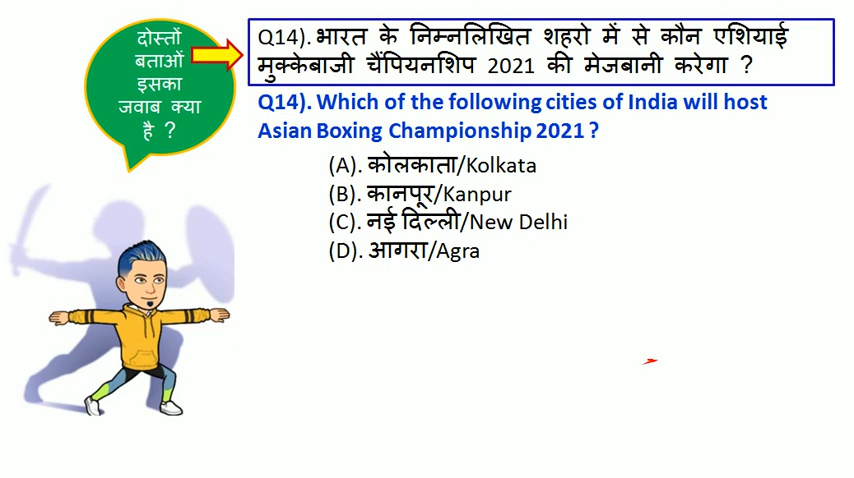 दोस्तों
बताओं
इसका
जवाब क्या
है ?
Q14). भारत के निम्नलिखित शहरो में से कौन एशियाई
मुक्केबाजी चैंपियनशिप 2021 की मेजबानी करेगा ?
Q14). Which of the following cities of India will host
Asian Boxing Championship 2021 ?
(A). कोलकाता/Kolkata
(B). कानपूर/Kanpur
(C). नई दिल्ली/New Delhi
(D). आगरा/Agra